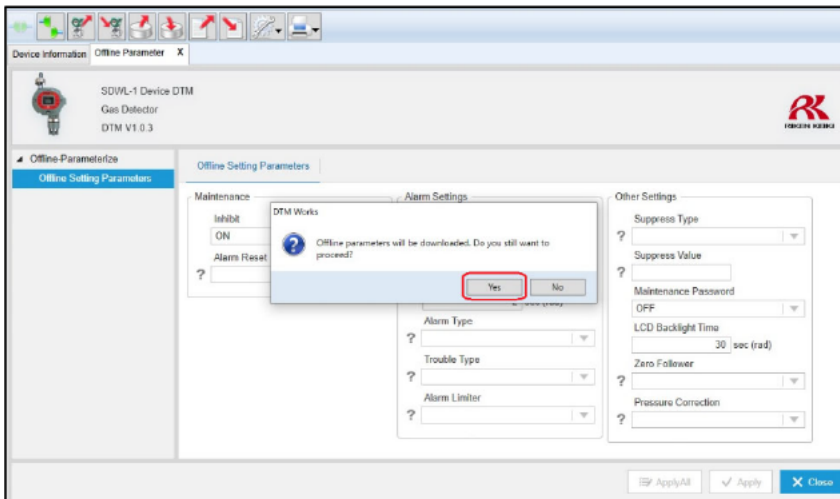 Device Information
Offline Parameter X
SDWL-1 Device DTM
Gas Detector
DTM V1.0.3
RIKEN KEIKI
Offline-Parameterize
Offline Setting Parameters
Offline Setting Parameters
Maintenance
Inhibit
ON
Alarm Reset
?
Alarm Settings
DTM Works
Offline parameters will be downloaded. Do you still want to
proceed?
Yes
No
Alarm Type
?
Trouble Type
?
Alarm Limiter
?
Other Settings
Suppress Type
?
Suppress Value
?
Maintenance Password
OFF
LCD Backlight Time
30 sec (rad)
Zero Follower
?
Pressure Correction
?
ApplyAll
Apply
X Close